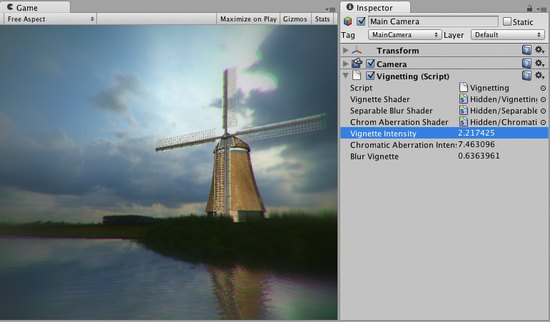 Game
Free Aspect Maximize on Play Gizmos Stats
Inspector
Main Camera Static
Tag MainCamera Layer Default
Transform
Camera
Vignetting (Script)
Script Vignetting
Vignette Shader Hidden/Vignettin
Separable Blur Shader Hidden/Separable
Chrom Aberration Shader Hidden/Chromati
Vignette Intensity 2.217425
Chromatic Aberration Intens 7.463096
Blur Vignette 0.6363961